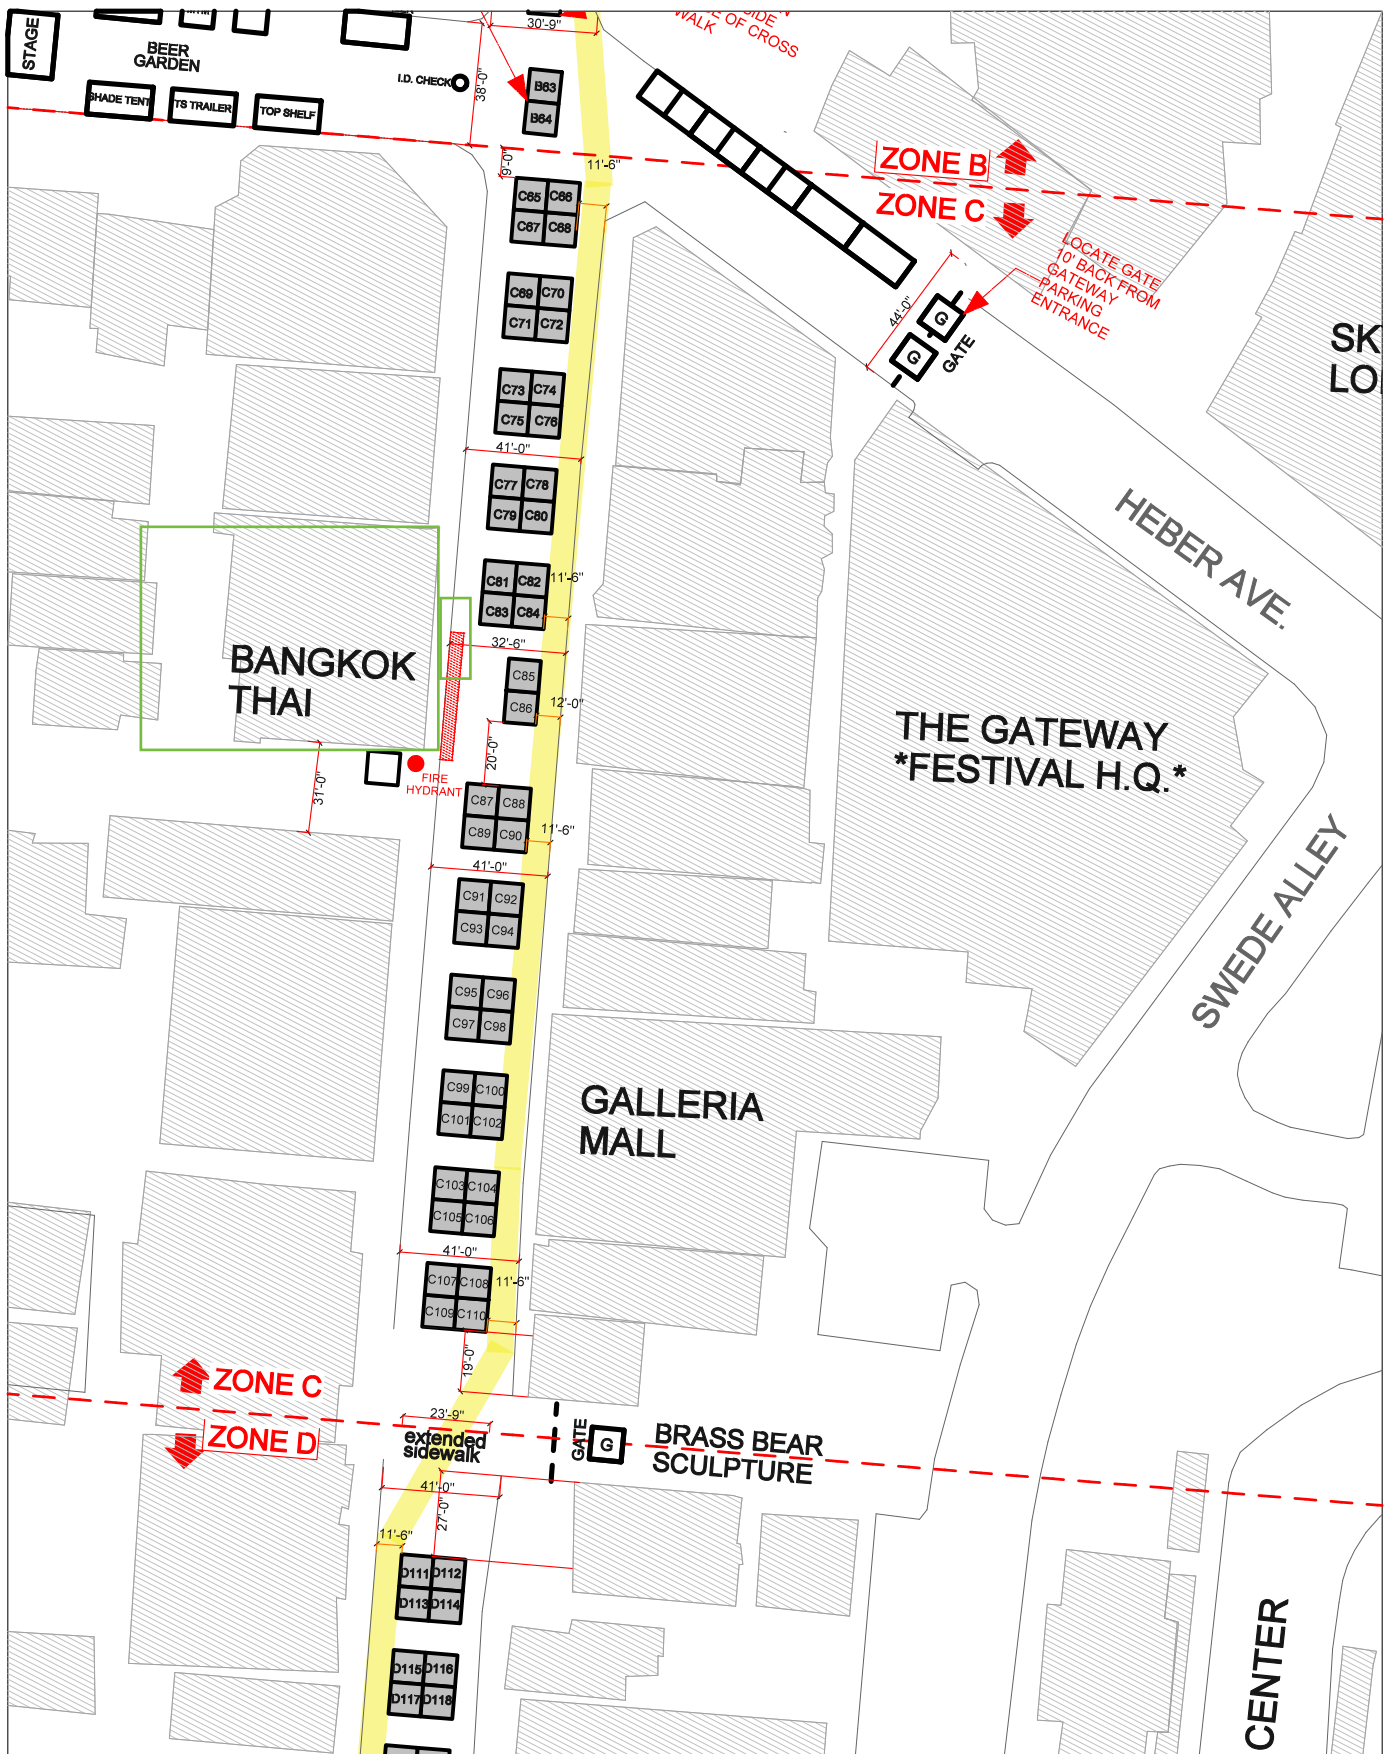 STAGE
BEER
GARDEN
SHADE TENT
TS TRAILER
TOP SHELF
I.D. CHECK
38'-0"
30'-9"
SIDE
OF CROSS
WALK
B63
B64
9'-0"
11'-6"
ZONE B
ZONE C
C65 C66
C67 C68
LOCATE GATE
10' BACK FROM
GATEWAY
PARKING
ENTRANCE
44'-0"
G
G
GATE
C69 C70
C71 C72
SK
LO
C73 C74
C75 C76
41'-0"
C77 C78
C79 C80
HEBER AVE.
C81 C82
C83 C84
11'-6"
32'-6"
BANGKOK
THAI
C85
C86
12'-0"
20'-0"
THE GATEWAY
*FESTIVAL H.Q.*
31'-0"
FIRE
HYDRANT
C87 C88
C89 C90
11'-6"
41'-0"
SWEDE ALLEY
C91 C92
C93 C94
C95 C96
C97 C98
C99 C100
C101 C102
GALLERIA
MALL
C103 C104
C105 C106
41'-0"
C107 C108
C109 C110
11'-6"
19'-0"
ZONE C
ZONE D
23'-9"
extended
sidewalk
GATE
G
BRASS BEAR
SCULPTURE
41'-0"
27'-0"
11'-6"
D111 D112
D113 D114
D115 D116
D117 D118
CENTER